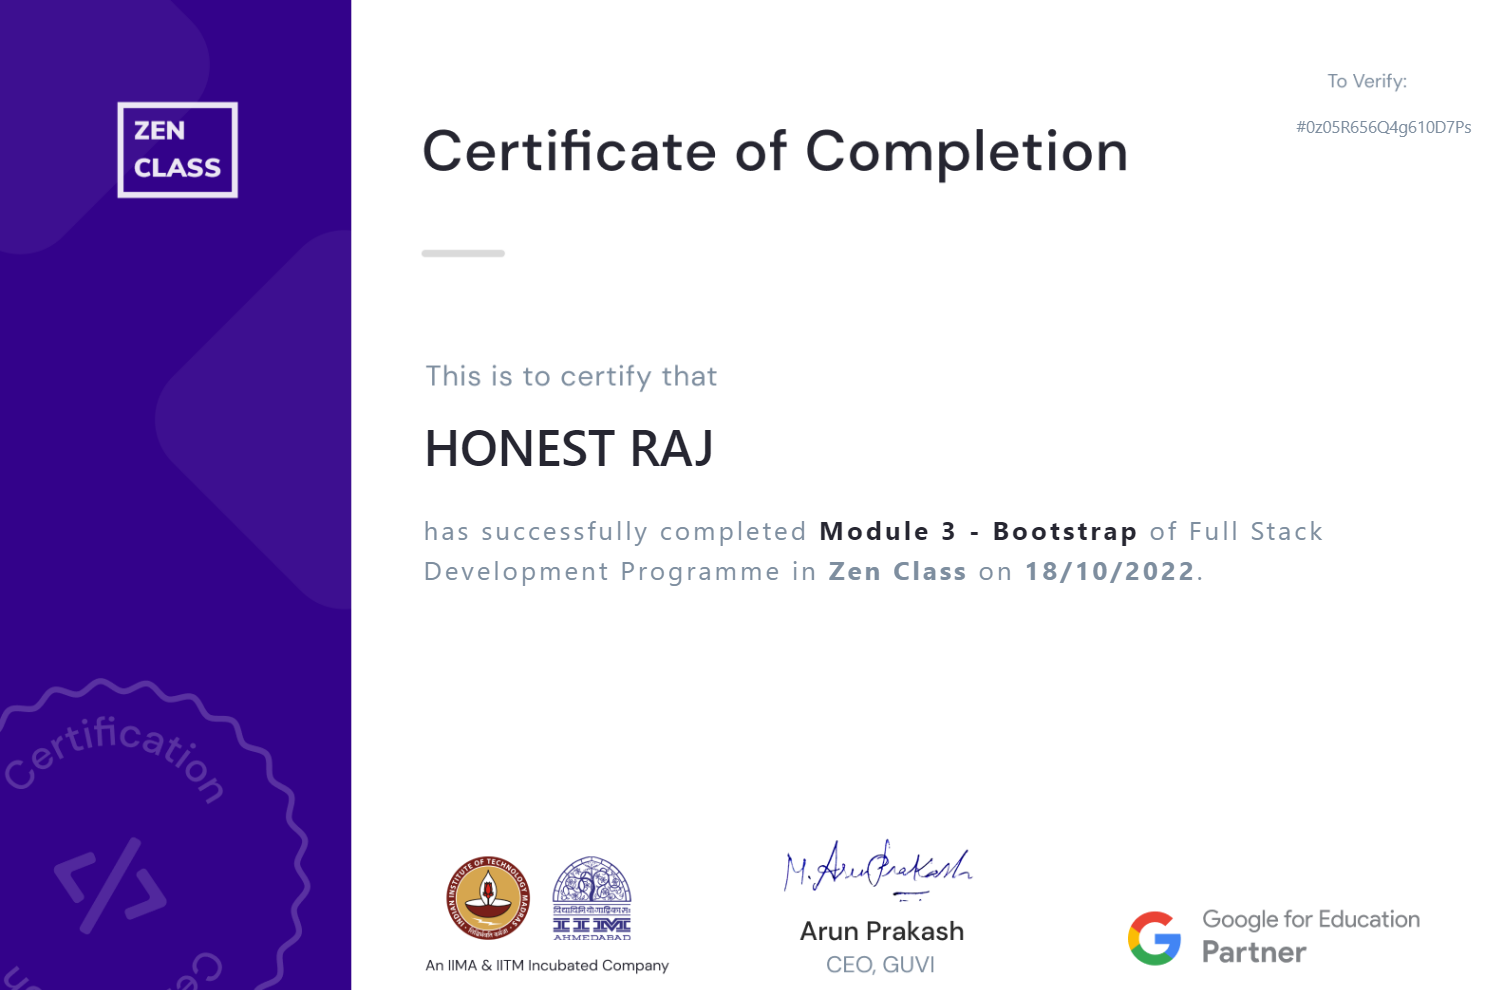 ZEN
CLASS
To Verify:
#0z05R656Q4g610D7Ps
Certificate of Completion
This is to certify that
HONEST RAJ
has successfully completed Module 3 - Bootstrap of Full Stack
Development Programme in Zen Class on 18/10/2022.
Certification
</>
INDIAN INSTITUTE OF TECHNOLOGY MADRAS
IIM
AHMEDABAD
An IIMA & IITM Incubated Company
M. Arun Prakash
Arun Prakash
CEO, GUVI
Google for Education
Partner